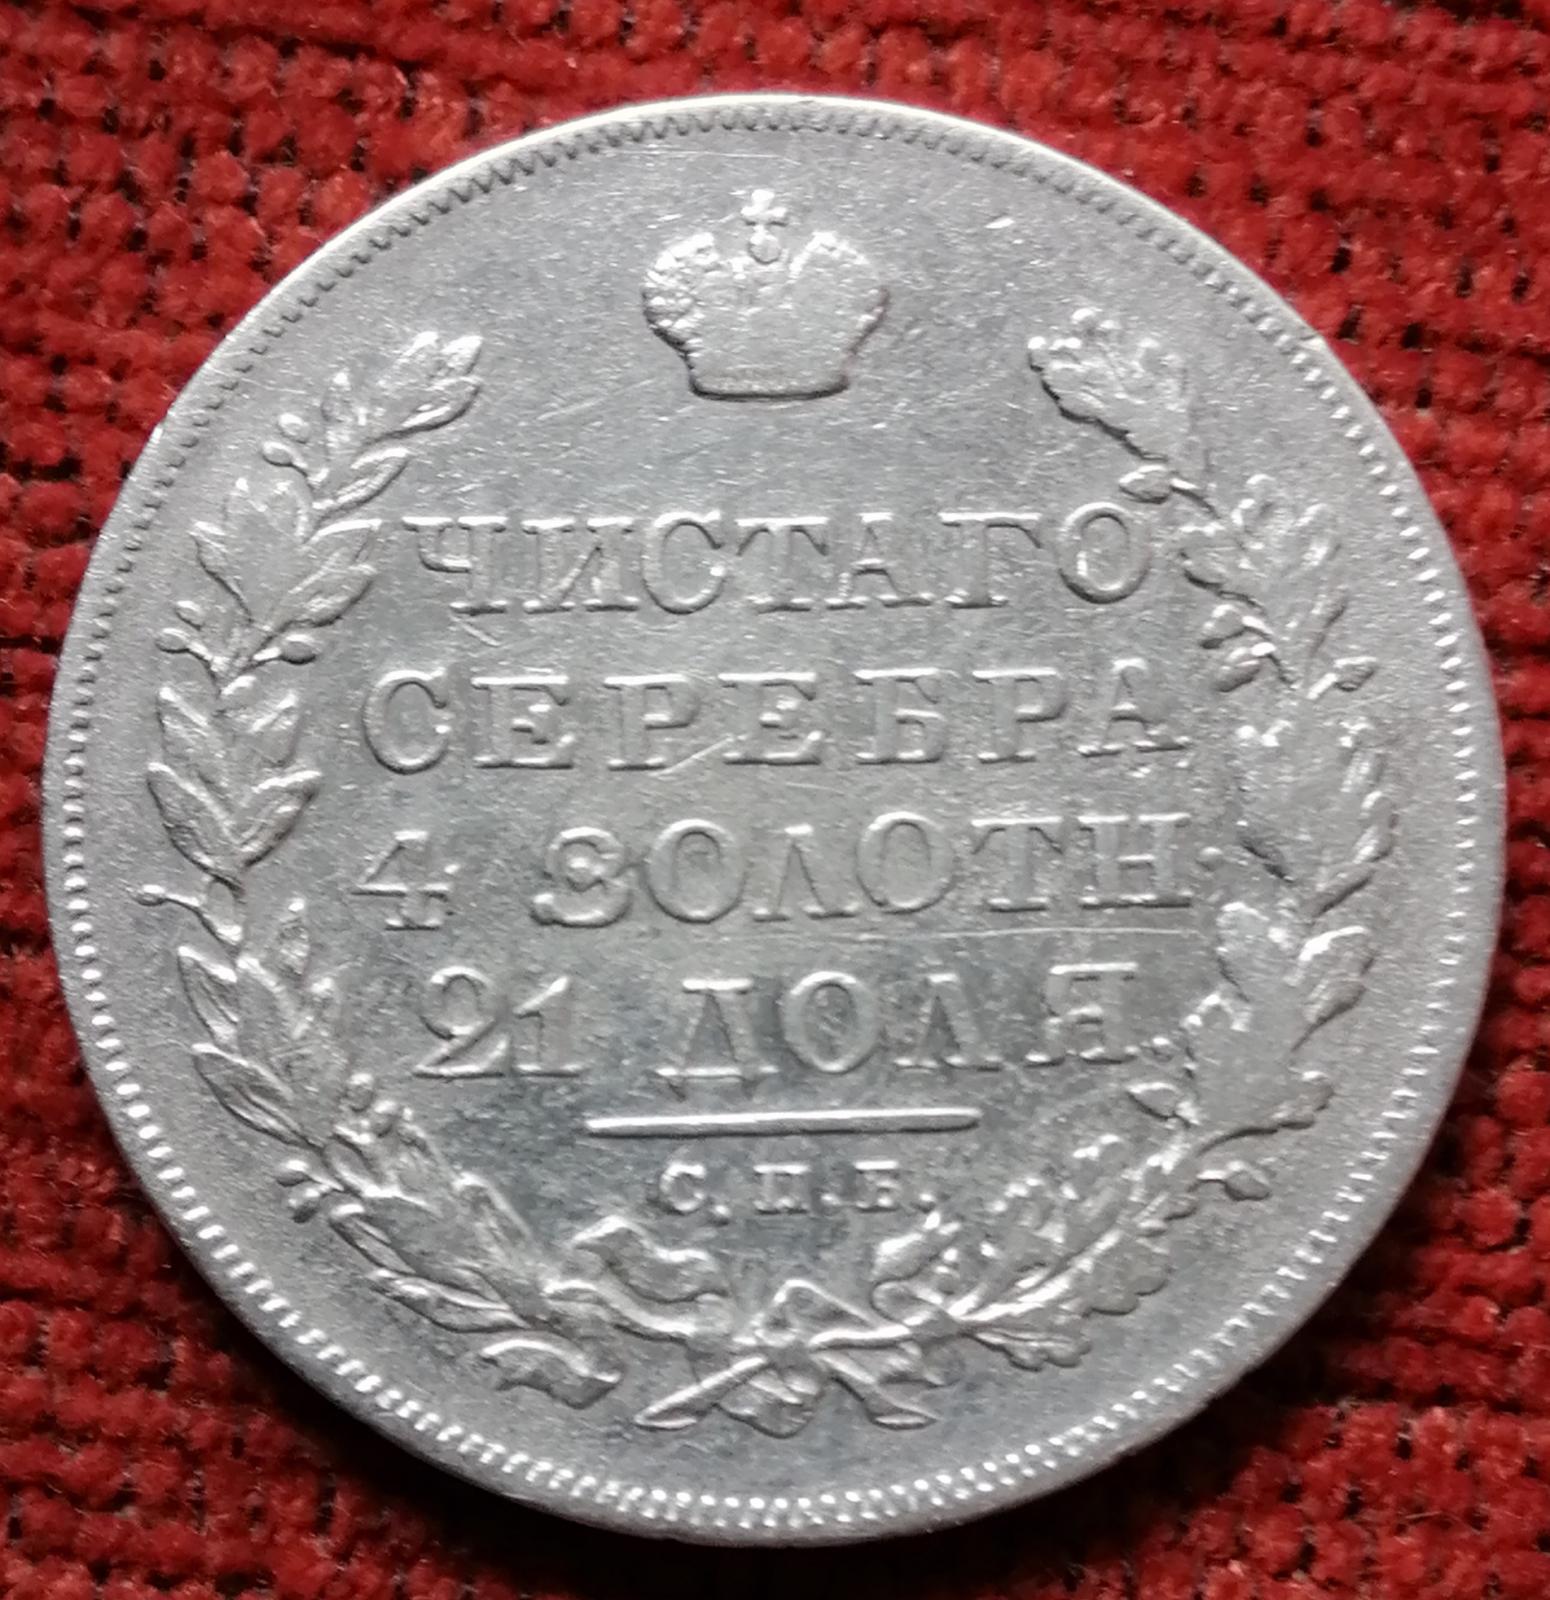 ЧИСТАГО
СЕРЕБРА
4 ЗОЛОТН.
21 ДОЛЯ.
С.П.Б.